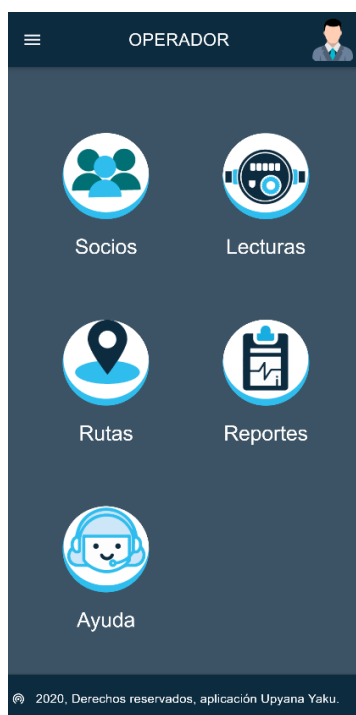 OPERADOR
Socios
Lecturas
Rutas
Reportes
Ayuda
2020, Derechos reservados, aplicación Upyana Yaku.